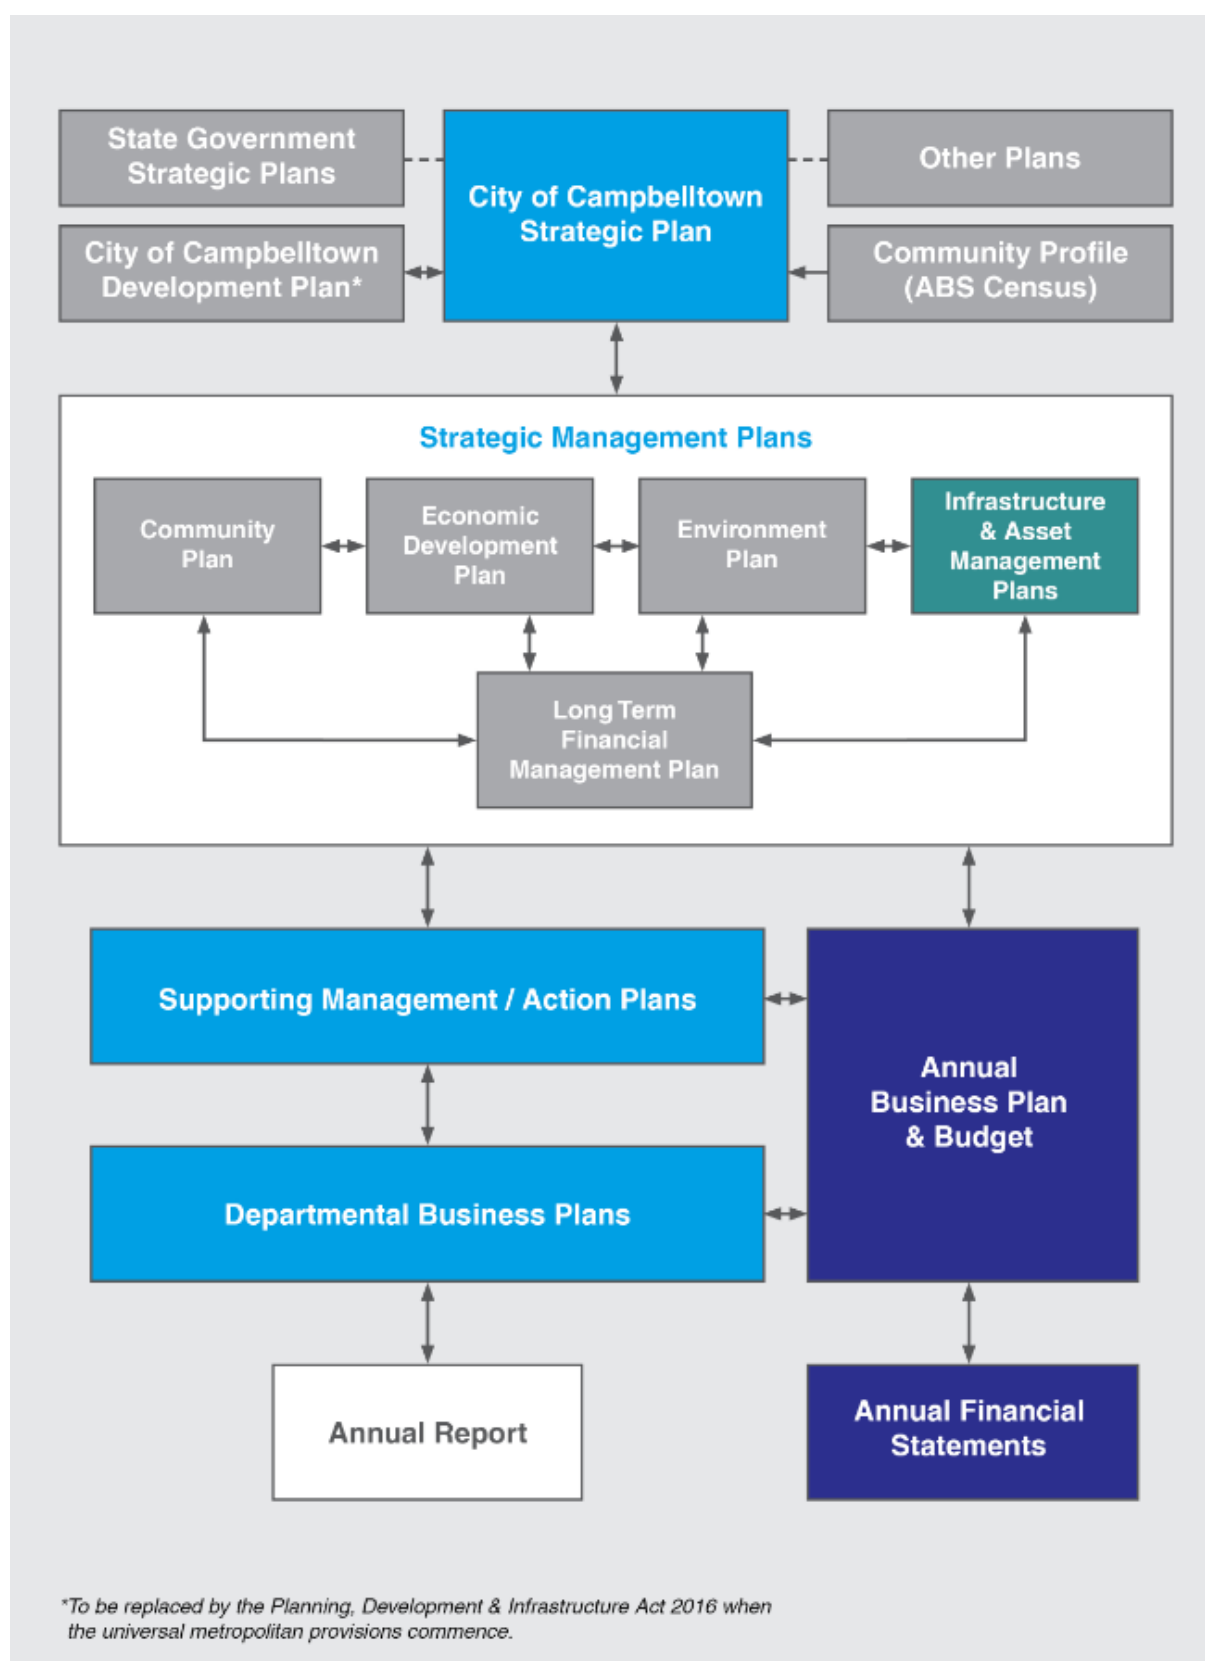 State Government
Strategic Plans
City of Campbelltown
Strategic Plan
Other Plans
City of Campbelltown
Development Plan*
Community Profile
(ABS Census)
Strategic Management Plans
Community
Plan
Economic
Development
Plan
Environment
Plan
Infrastructure
& Asset
Management
Plans
Long Term
Financial
Management Plan
Supporting Management / Action Plans
Annual
Business Plan
& Budget
Departmental Business Plans
Annual Report
Annual Financial
Statements
*To be replaced by the Planning, Development & Infrastructure Act 2016 when
the universal metropolitan provisions commence.